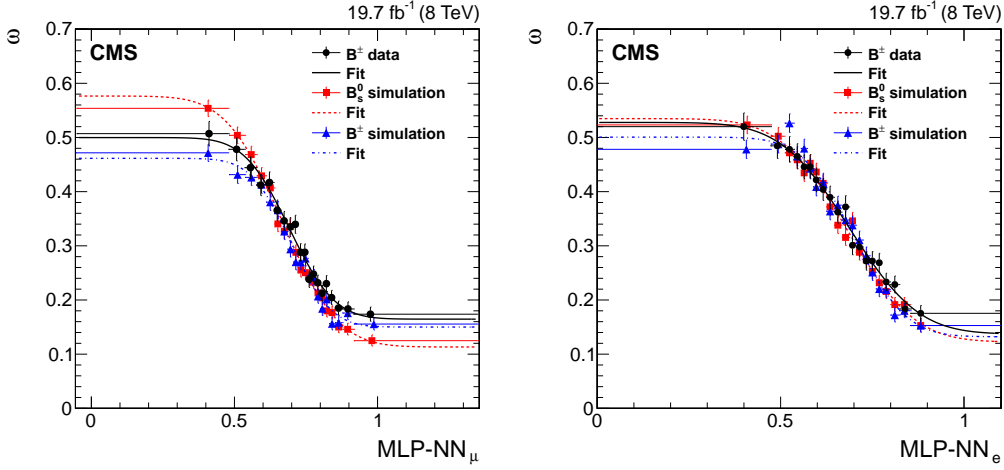 19.7 fb⁻¹ (8 TeV)
ω
0.7
0.6
0.5
0.4
0.3
0.2
0.1
0
CMS
B± data
Fit
B⁰ₛ simulation
Fit
B± simulation
Fit
0
0.5
1
MLP-NN_μ
19.7 fb⁻¹ (8 TeV)
ω
0.7
0.6
0.5
0.4
0.3
0.2
0.1
0
CMS
B± data
Fit
B⁰ₛ simulation
Fit
B± simulation
Fit
0
0.5
1
MLP-NN_e